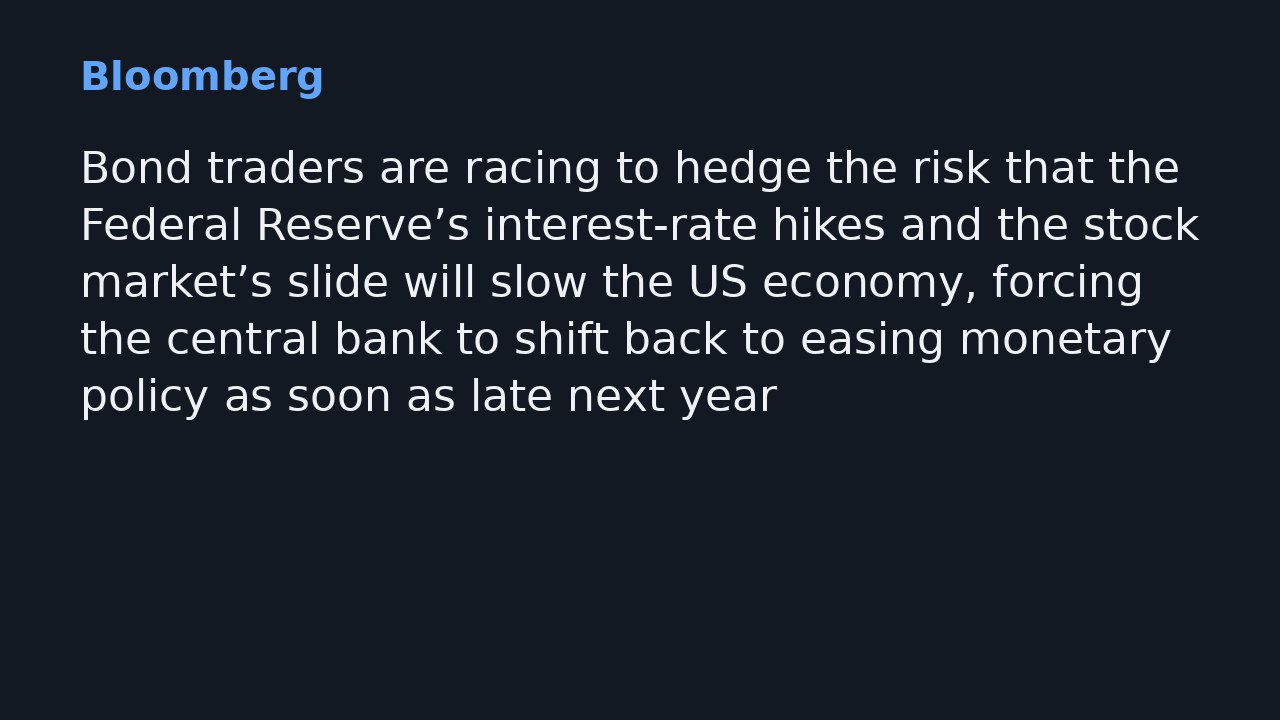 Bloomberg
Bond traders are racing to hedge the risk that the
Federal Reserve’s interest-rate hikes and the stock
market’s slide will slow the US economy, forcing
the central bank to shift back to easing monetary
policy as soon as late next year